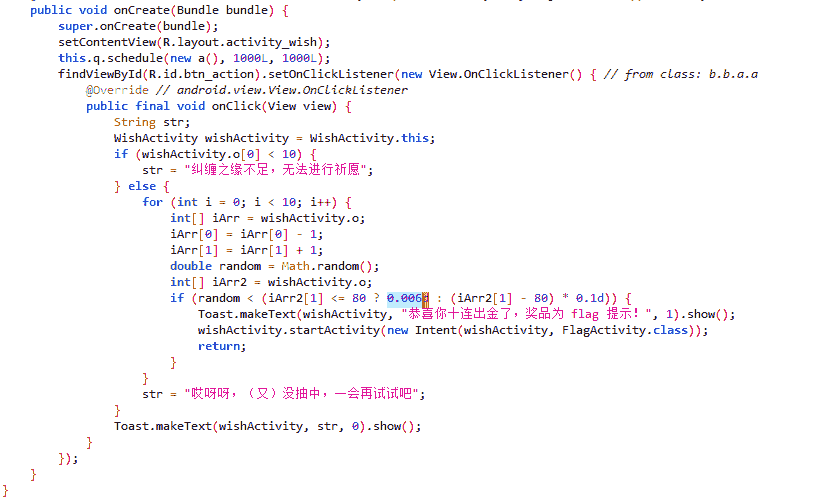 public void onCreate(Bundle bundle) {
super.onCreate(bundle);
setContentView(R.layout.activity_wish);
this.q.schedule(new a(), 1000L, 1000L);
findViewById(R.id.btn_action).setOnClickListener(new View.OnClickListener() { // from class: b.b.a.a
@Override // android.view.View.OnClickListener
public final void onClick(View view) {
String str;
WishActivity wishActivity = WishActivity.this;
if (wishActivity.o[0] < 10) {
str = "纠缠之缘不足，无法进行祈愿";
} else {
for (int i = 0; i < 10; i++) {
int[] iArr = wishActivity.o;
iArr[0] = iArr[0] - 1;
iArr[1] = iArr[1] + 1;
double random = Math.random();
int[] iArr2 = wishActivity.o;
if (random < (iArr2[1] <= 80 ? 0.006d : (iArr2[1] - 80) * 0.1d)) {
Toast.makeText(wishActivity, "恭喜你十连出金了，奖品为 flag 提示！", 1).show();
wishActivity.startActivity(new Intent(wishActivity, FlagActivity.class));
return;
}
}
str = "哎呀呀，（又）没抽中，一会再试试吧";
}
Toast.makeText(wishActivity, str, 0).show();
}
});
}
}